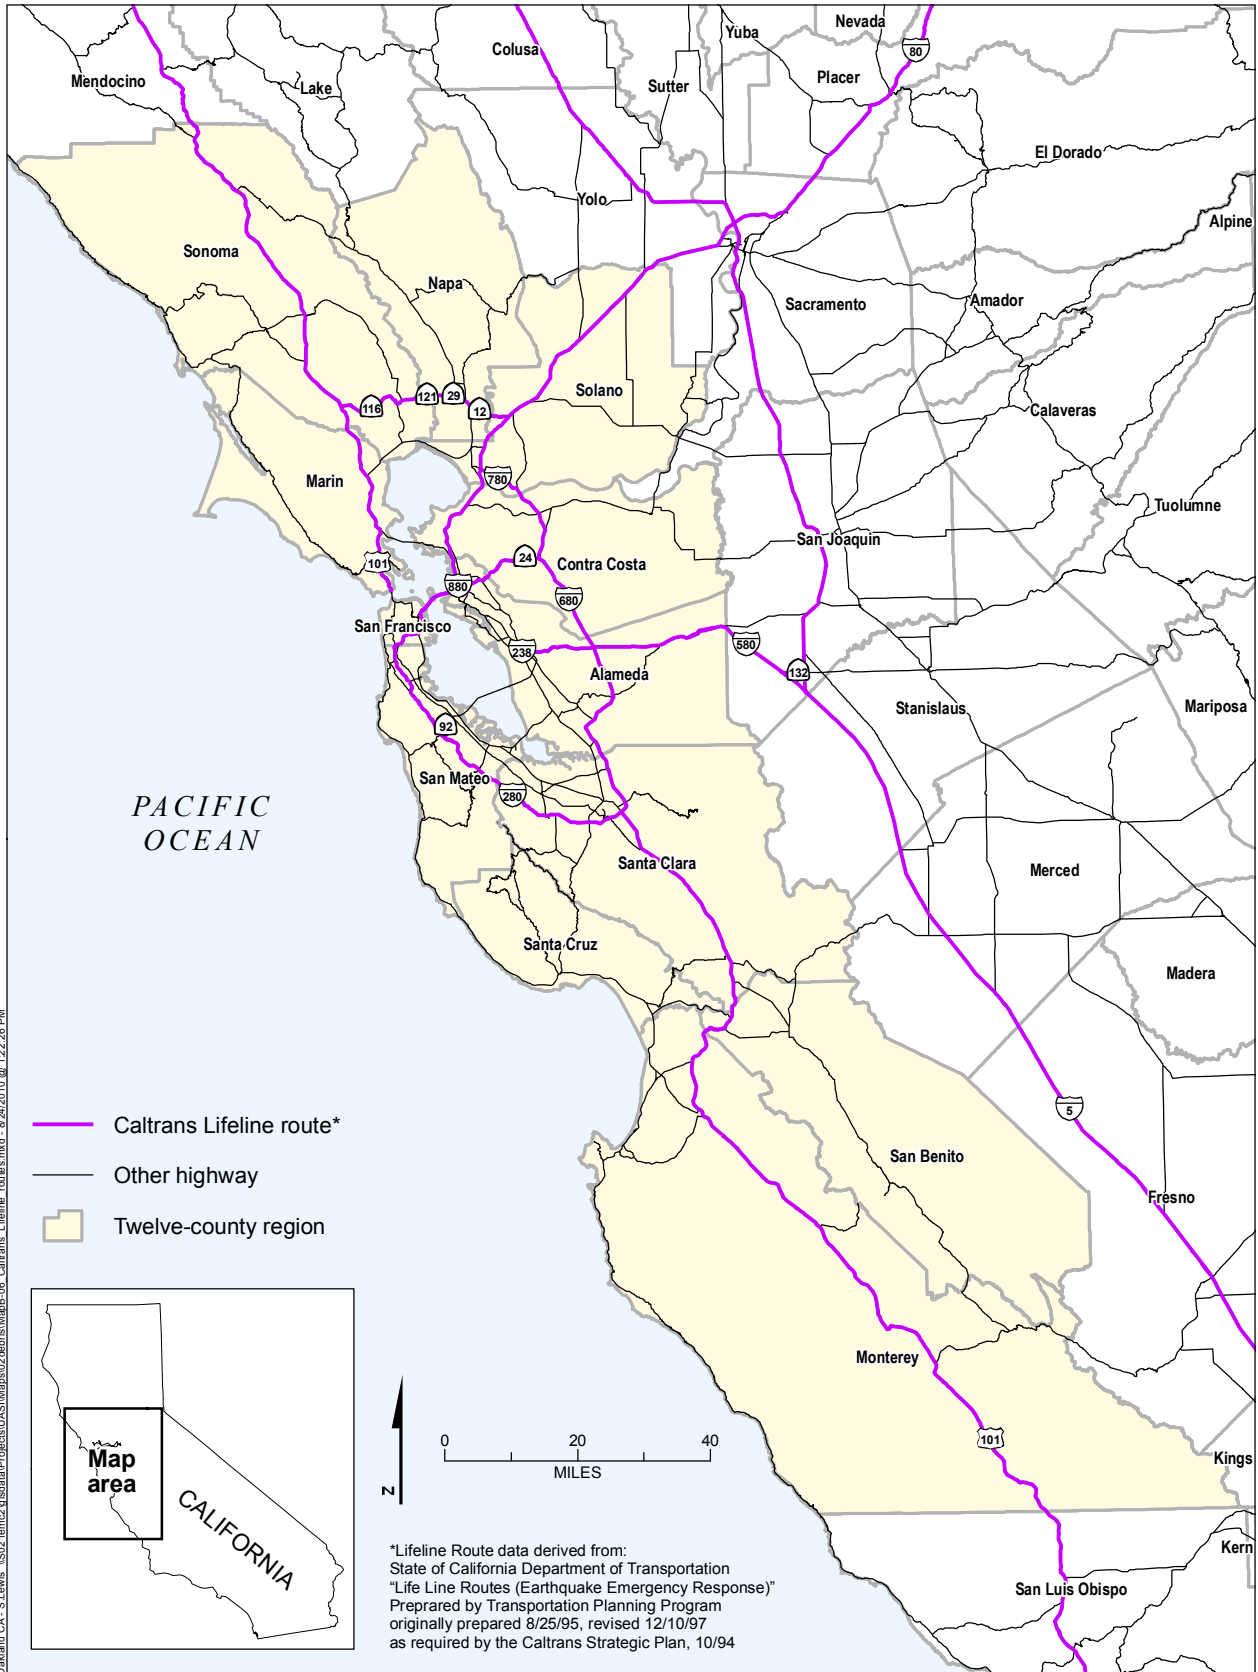 Nevada
Yuba
80
Colusa
Placer
Mendocino
Lake
Sutter
El Dorado
Yolo
Alpine
Sonoma
Napa
Sacramento
Amador
Solano
121
29
116
12
Calaveras
Marin
780
Tuolumne
San Joaquin
24
Contra Costa
101
880
680
San Francisco
238
580
132
Alameda
Stanislaus
Mariposa
92
San Mateo
280
PACIFIC
OCEAN
Santa Clara
Merced
Santa Cruz
Madera
5
Caltrans Lifeline route*
Other highway
San Benito
Fresno
Twelve-county region
Monterey
101
Kings
Map
area
CALIFORNIA
0 20 40
MILES
N
Kern
San Luis Obispo
*Lifeline Route data derived from:
State of California Department of Transportation
“Life Line Routes (Earthquake Emergency Response)”
Preprared by Transportation Planning Program
originally prepared 8/25/95, revised 12/10/97
as required by the Caltrans Strategic Plan, 10/94